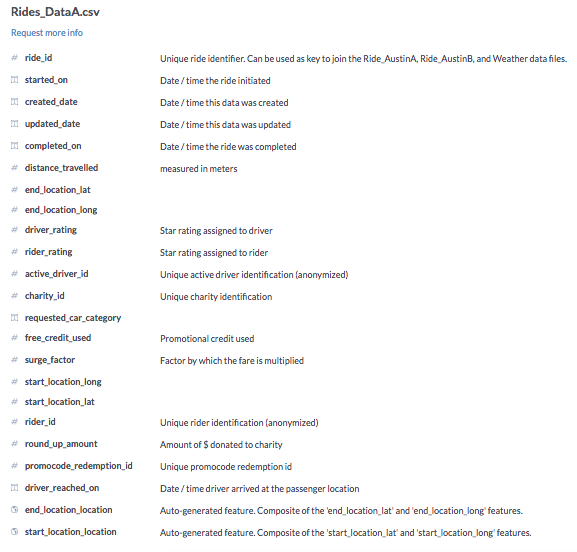 Rides_DataA.csv
Request more info
# ride_id Unique ride identifier. Can be used as key to join the Ride_AustinA, Ride_AustinB, and Weather data files.
started_on Date / time the ride initiated
created_date Date / time this data was created
updated_date Date / time this data was updated
completed_on Date / time the ride was completed
# distance_travelled measured in meters
# end_location_lat
# end_location_long
# driver_rating Star rating assigned to driver
# rider_rating Star rating assigned to rider
# active_driver_id Unique active driver identification (anonymized)
# charity_id Unique charity identification
requested_car_category
# free_credit_used Promotional credit used
# surge_factor Factor by which the fare is multiplied
# start_location_long
# start_location_lat
# rider_id Unique rider identification (anonymized)
# round_up_amount Amount of $ donated to charity
# promocode_redemption_id Unique promocode redemption id
driver_reached_on Date / time driver arrived at the passenger location
end_location_location Auto-generated feature. Composite of the 'end_location_lat' and 'end_location_long' features.
start_location_location Auto-generated feature. Composite of the 'start_location_lat' and 'start_location_long' features.